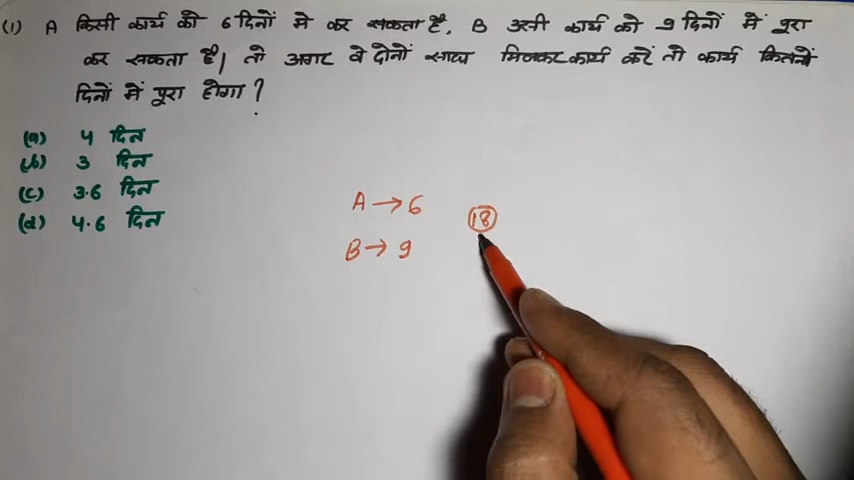 (1) A किसी कार्य को 6 दिनों मे कर सकता है, B उसी कार्य को 9 दिनों में पूरा
कर सकता है| तो अगर वे दोनों साथ मिलकर कार्य करें तो कार्य कितनों
दिनों में पूरा होगा ?
(a) 4 दिन
(b) 3 दिन
(c) 3.6 दिन
(d) 4.6 दिन
A → 6
18
B → 9